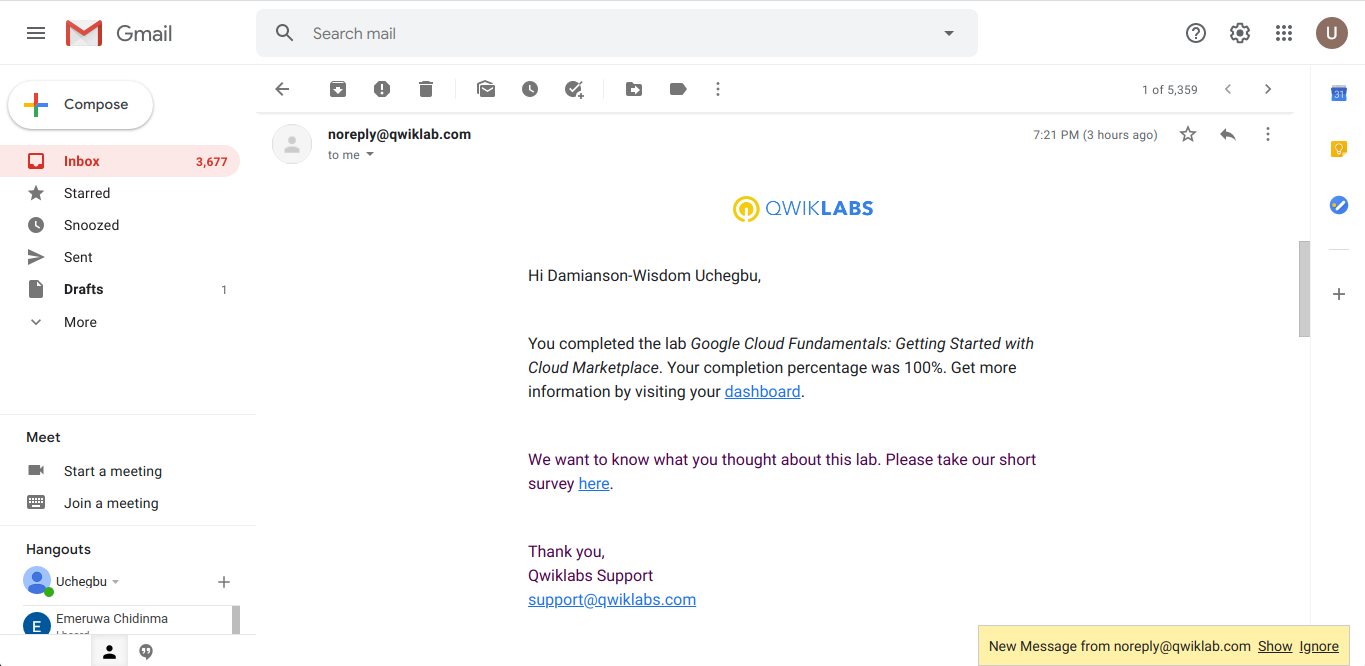 Gmail
Search mail
U
Compose
1 of 5,359
31
Inbox 3,677
Starred
Snoozed
Sent
Drafts 1
More
Meet
Start a meeting
Join a meeting
Hangouts
Uchegbu
E
Emeruwa Chidinma
noreply@qwiklab.com
7:21 PM (3 hours ago)
to me
QWIKLABS
Hi Damianson-Wisdom Uchegbu,
You completed the lab Google Cloud Fundamentals: Getting Started with
Cloud Marketplace. Your completion percentage was 100%. Get more
information by visiting your dashboard.
We want to know what you thought about this lab. Please take our short
survey here.
Thank you,
Qwiklabs Support
support@qwiklabs.com
New Message from noreply@qwiklab.com Show Ignore